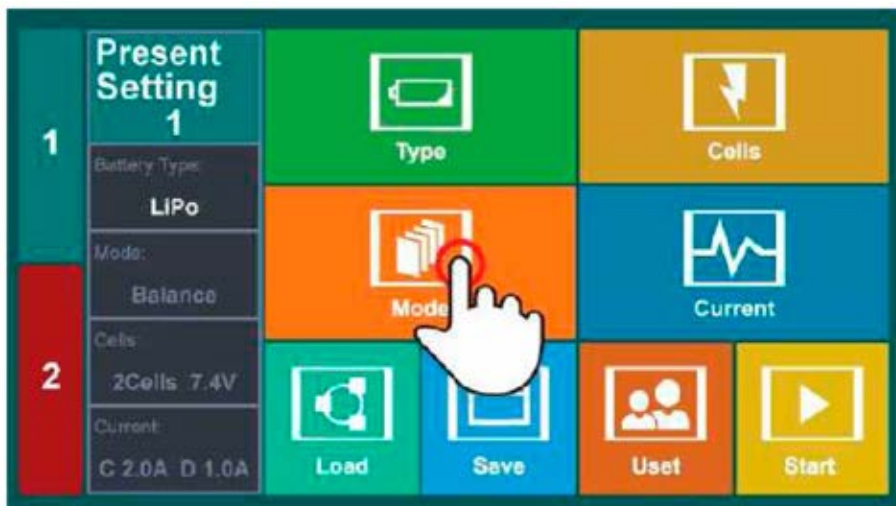 1
2
Present
Setting
1
Battery Type:
LiPo
Mode:
Balance
Cells:
2Cells 7.4V
Current:
C 2.0A D 1.0A
Type
Cells
Mode
Current
Load
Save
Uset
Start